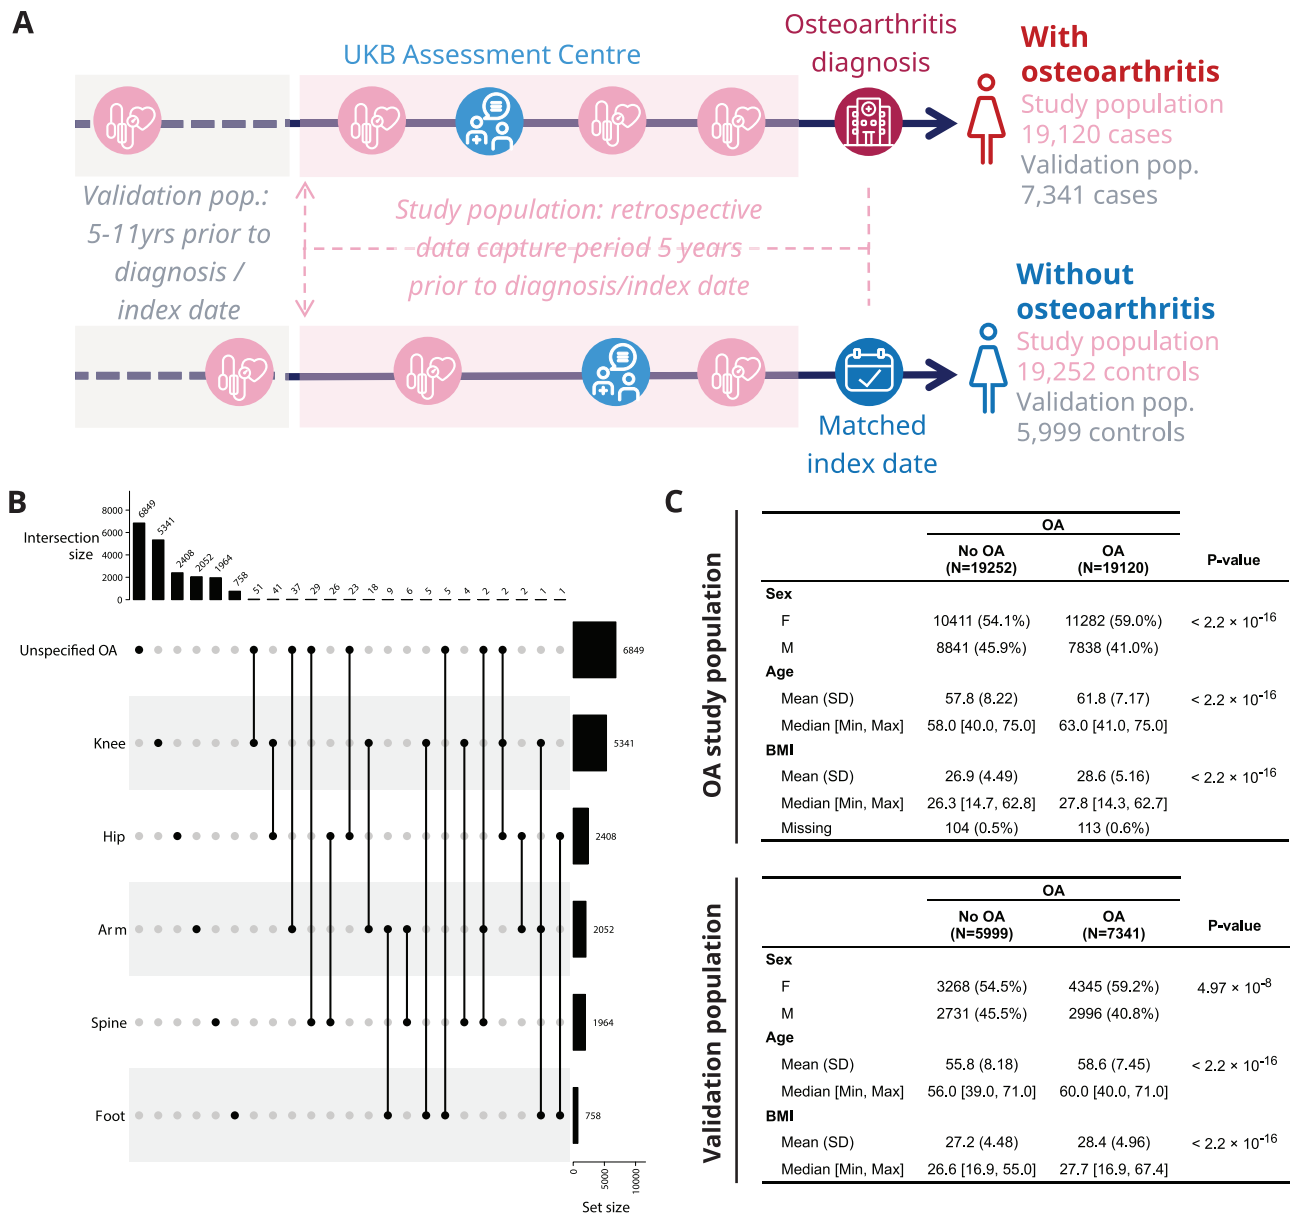 A
UKB Assessment Centre
Osteoarthritis
diagnosis
With
osteoarthritis
Study population
19,120 cases
Validation pop.
7,341 cases
Validation pop.:
5-11yrs prior to
diagnosis /
index date
Study population: retrospective
data capture period 5 years
prior to diagnosis/index date
Without
osteoarthritis
Study population
19,252 controls
Validation pop.
5,999 controls
Matched
index date
B
Intersection
size
8000
6000
4000
2000
0
6849 5341 2408 2052 1964 758 51 41 37 29 26 23 18 9 6 5 5 4 2 2 2 1 1
Unspecified OA 6849
Knee 5341
Hip 2408
Arm 2052
Spine 1964
Foot 758
0 5000 10000
Set size
C
OA study population
OA
No OA OA P-value
(N=19252) (N=19120)
Sex
F 10411 (54.1%) 11282 (59.0%) < 2.2 × 10-16
M 8841 (45.9%) 7838 (41.0%)
Age
Mean (SD) 57.8 (8.22) 61.8 (7.17) < 2.2 × 10-16
Median [Min, Max] 58.0 [40.0, 75.0] 63.0 [41.0, 75.0]
BMI
Mean (SD) 26.9 (4.49) 28.6 (5.16) < 2.2 × 10-16
Median [Min, Max] 26.3 [14.7, 62.8] 27.8 [14.3, 62.7]
Missing 104 (0.5%) 113 (0.6%)
Validation population
OA
No OA OA P-value
(N=5999) (N=7341)
Sex
F 3268 (54.5%) 4345 (59.2%) 4.97 × 10-8
M 2731 (45.5%) 2996 (40.8%)
Age
Mean (SD) 55.8 (8.18) 58.6 (7.45) < 2.2 × 10-16
Median [Min, Max] 56.0 [39.0, 71.0] 60.0 [40.0, 71.0]
BMI
Mean (SD) 27.2 (4.48) 28.4 (4.96) < 2.2 × 10-16
Median [Min, Max] 26.6 [16.9, 55.0] 27.7 [16.9, 67.4]